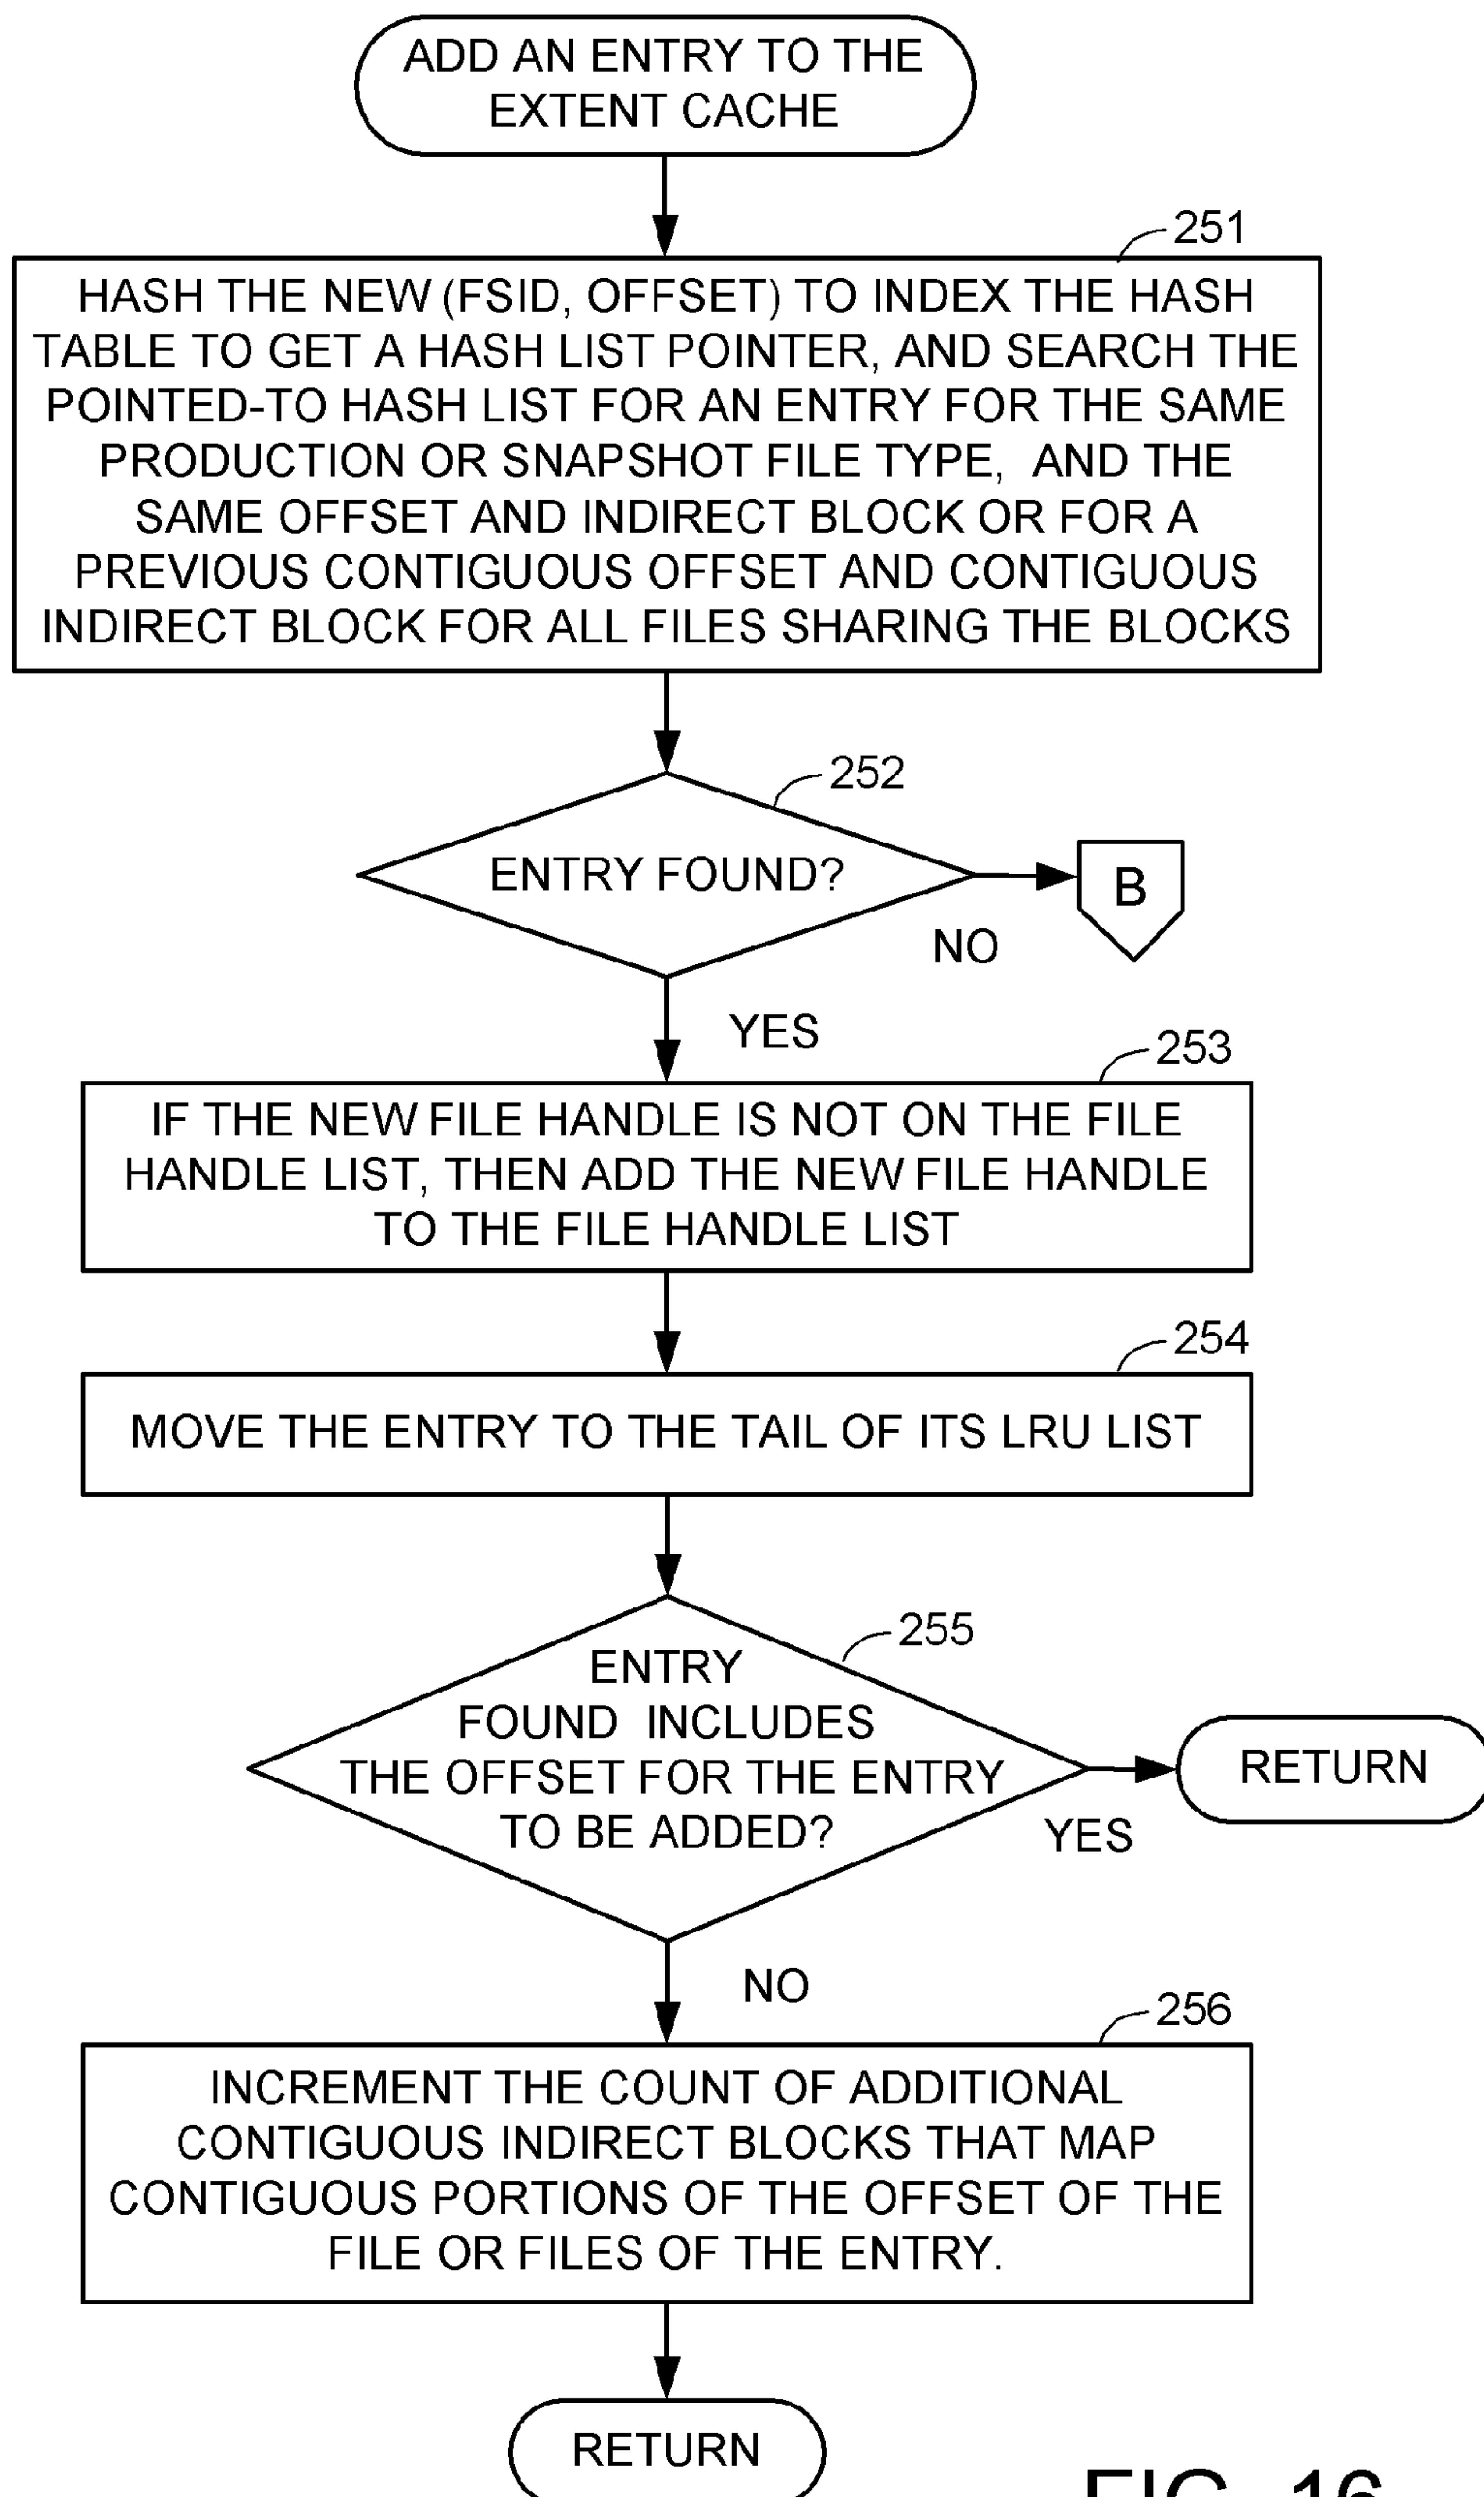 ADD AN ENTRY TO THE
EXTENT CACHE
251
HASH THE NEW (FSID, OFFSET) TO INDEX THE HASH
TABLE TO GET A HASH LIST POINTER, AND SEARCH THE
POINTED-TO HASH LIST FOR AN ENTRY FOR THE SAME
PRODUCTION OR SNAPSHOT FILE TYPE, AND THE
SAME OFFSET AND INDIRECT BLOCK OR FOR A
PREVIOUS CONTIGUOUS OFFSET AND CONTIGUOUS
INDIRECT BLOCK FOR ALL FILES SHARING THE BLOCKS
252
ENTRY FOUND?
B
NO
YES
253
IF THE NEW FILE HANDLE IS NOT ON THE FILE
HANDLE LIST, THEN ADD THE NEW FILE HANDLE
TO THE FILE HANDLE LIST
254
MOVE THE ENTRY TO THE TAIL OF ITS LRU LIST
255
ENTRY
FOUND INCLUDES
THE OFFSET FOR THE ENTRY
TO BE ADDED?
RETURN
YES
NO
256
INCREMENT THE COUNT OF ADDITIONAL
CONTIGUOUS INDIRECT BLOCKS THAT MAP
CONTIGUOUS PORTIONS OF THE OFFSET OF THE
FILE OR FILES OF THE ENTRY.
RETURN
FIG. 16